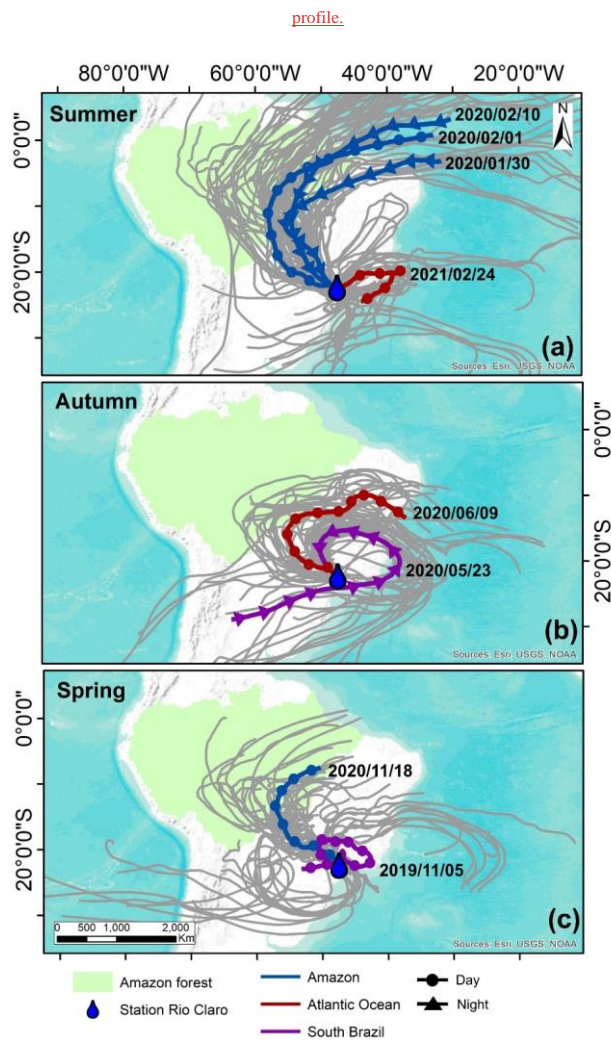 profile.
80°0'0"W 60°0'0"W 40°0'0"W 20°0'0"W
Summer
N
2020/02/10
2020/02/01
2020/01/30
0°0'0"
20°0'0"S
2021/02/24
(a)
Sources: Esri, USGS, NOAA
Autumn
0°0'0"
2020/06/09
2020/05/23
20°0'0"S
(b)
Sources: Esri, USGS, NOAA
Spring
0°0'0"
2020/11/18
20°0'0"S
2019/11/05
0 500 1,000 2,000
Km
(c)
Sources: Esri, USGS, NOAA
Amazon forest
Station Rio Claro
Amazon
Atlantic Ocean
South Brazil
Day
Night